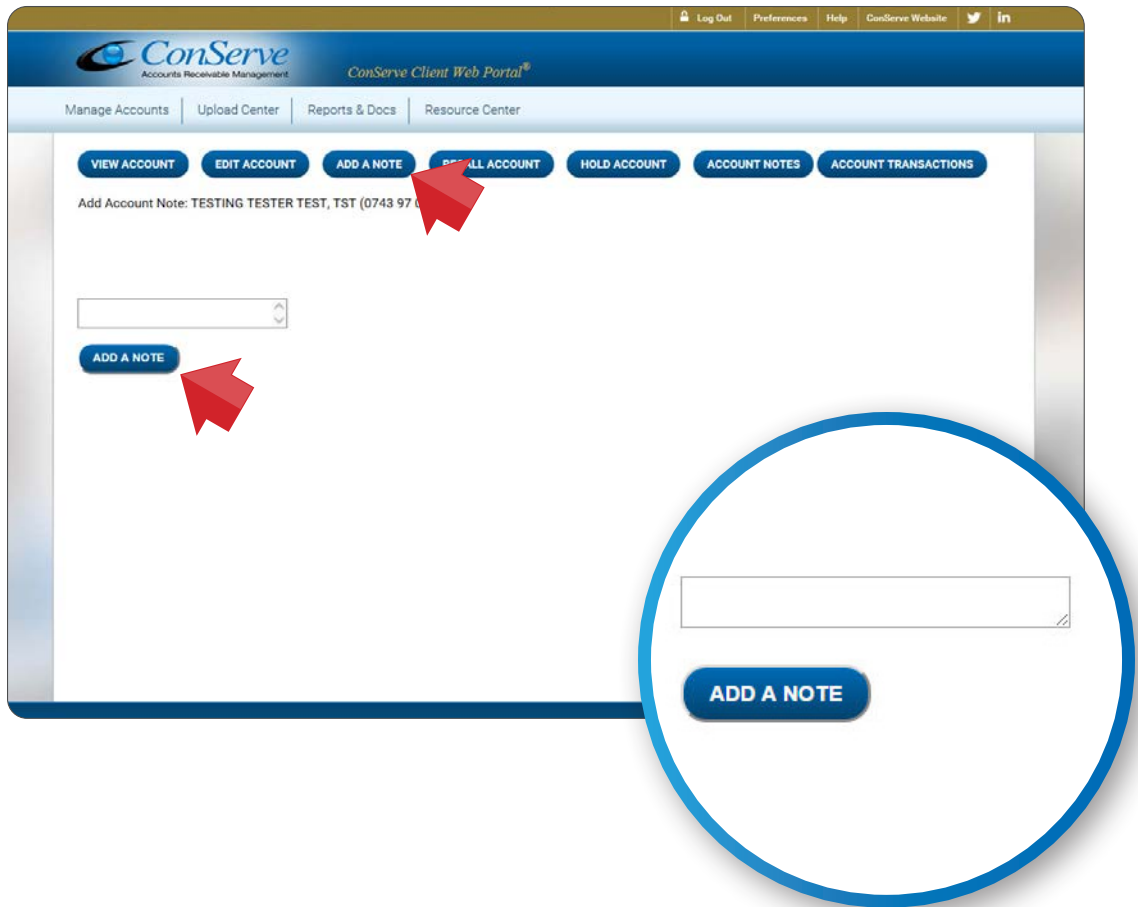 Log Out Preferences Help ConServe Website
ConServe
Accounts Receivable Management
ConServe Client Web Portal®
Manage Accounts Upload Center Reports & Docs Resource Center
VIEW ACCOUNT EDIT ACCOUNT ADD A NOTE RECALL ACCOUNT HOLD ACCOUNT ACCOUNT NOTES ACCOUNT TRANSACTIONS
Add Account Note: TESTING TESTER TEST, TST (0743 97
ADD A NOTE
ADD A NOTE